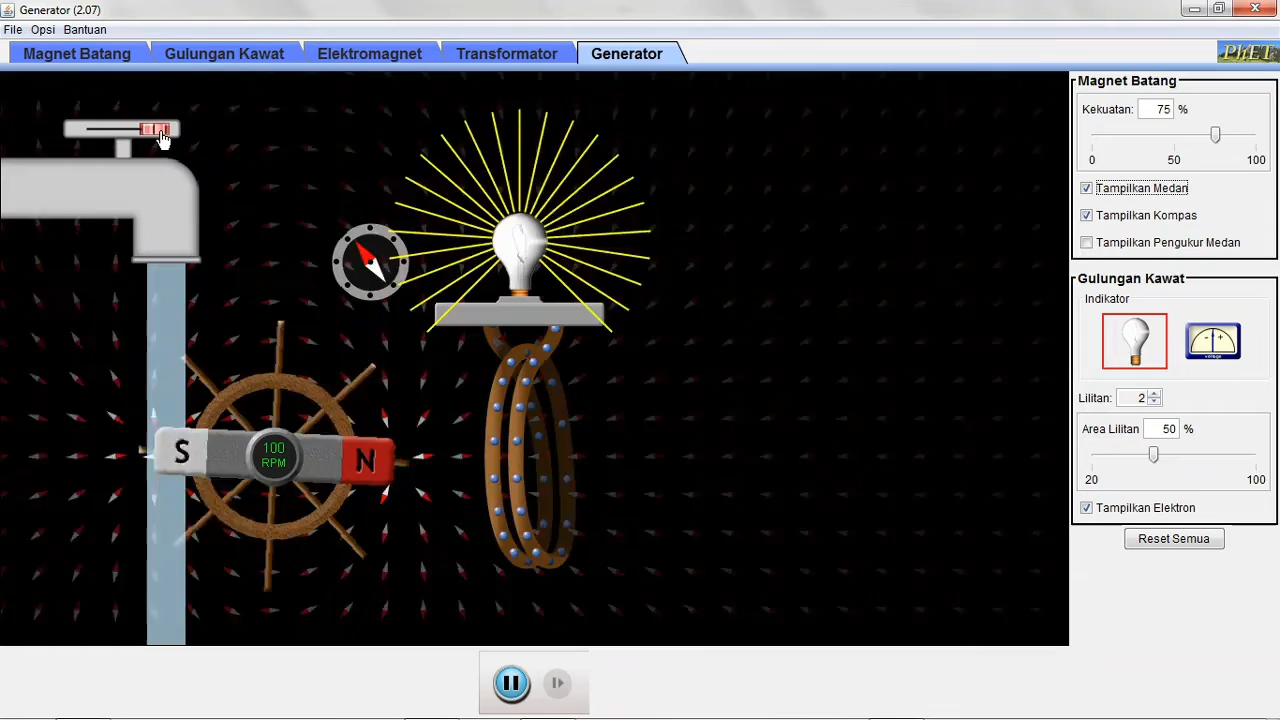 Generator (2.07)
File Opsi Bantuan
Magnet Batang Gulungan Kawat Elektromagnet Transformator Generator
PhET
Magnet Batang
Kekuatan: 75 %
0 50 100
Tampilkan Medan
Tampilkan Kompas
Tampilkan Pengukur Medan
Gulungan Kawat
Indikator
- +
voltage
Lilitan: 2
Area Lilitan 50 %
20 100
Tampilkan Elektron
Reset Semua
S 100 N
RPM